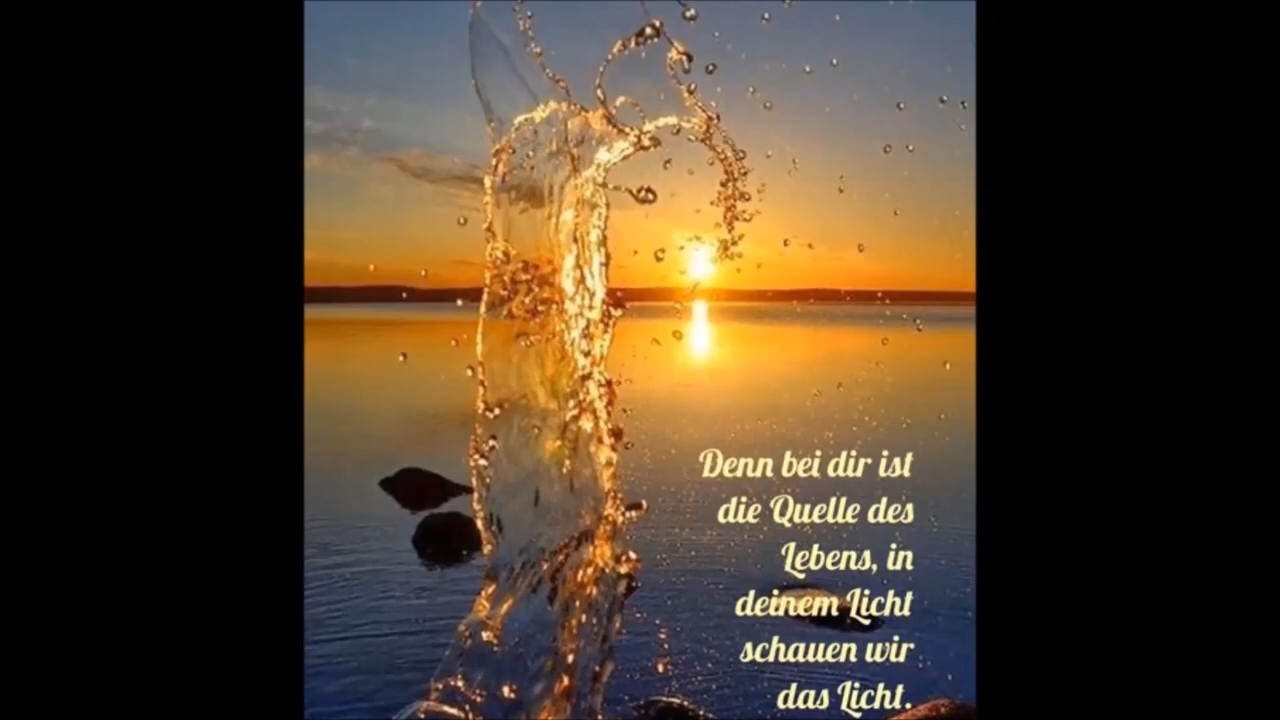 Denn bei dir ist
die Quelle des
Lebens, in
deinem Licht
schauen wir
das Licht.